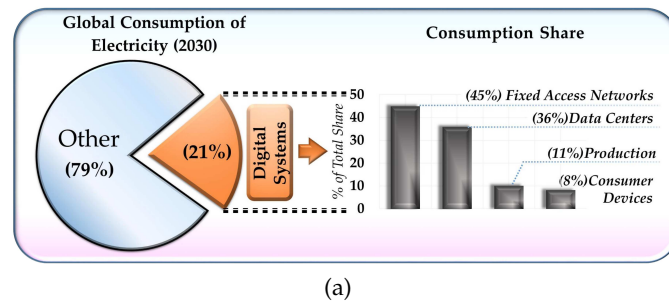 Global Consumption of
Electricity (2030)
Other
(79%)
(21%)
Digital
Systems
Consumption Share
% of Total Share
50
40
30
20
10
0
(45%) Fixed Access Networks
(36%)Data Centers
(11%)Production
(8%)Consumer
Devices
(a)